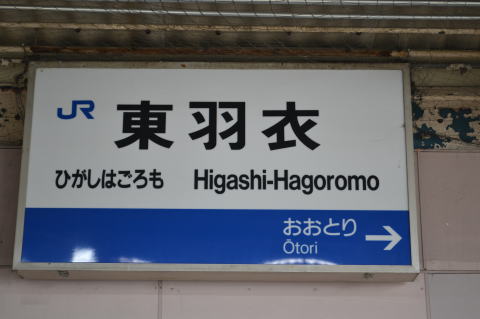 JR 東羽衣
ひがしはごろも Higashi-Hagoromo
おおとり
Ōtori →